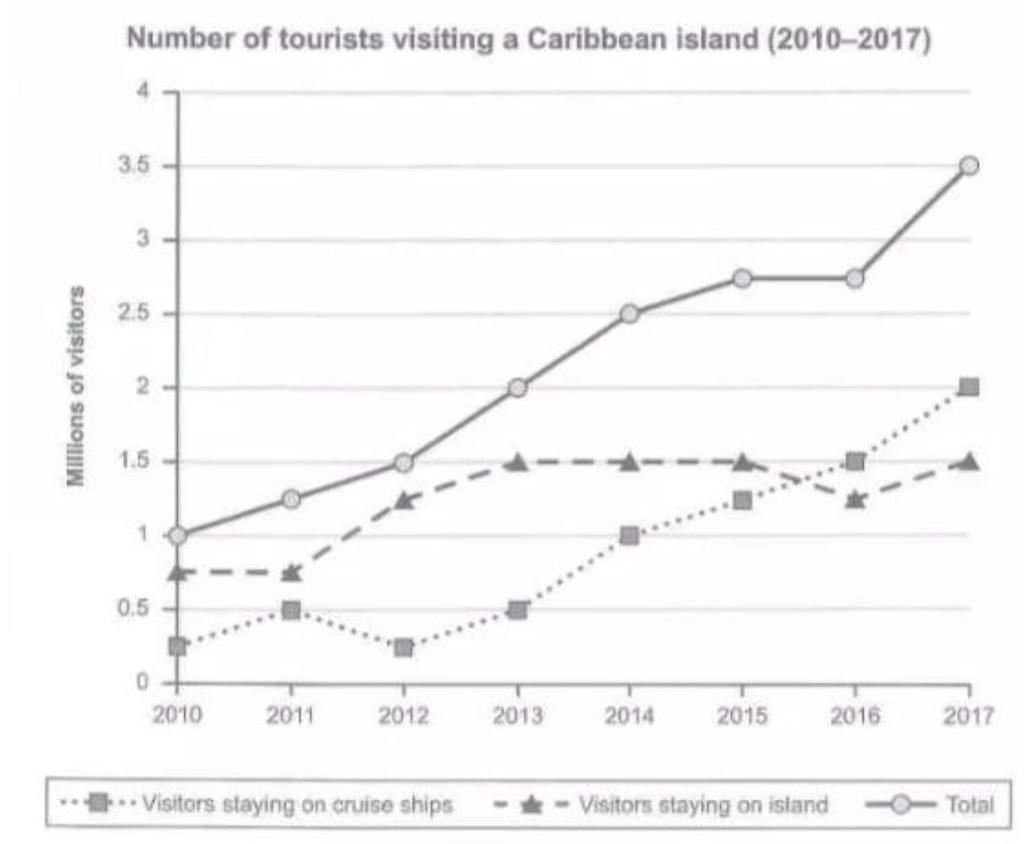 Number of tourists visiting a Caribbean island (2010–2017)
Millions of visitors
4
3.5
3
2.5
2
1.5
1
0.5
0
2010 2011 2012 2013 2014 2015 2016 2017
Visitors staying on cruise ships Visitors staying on island Total